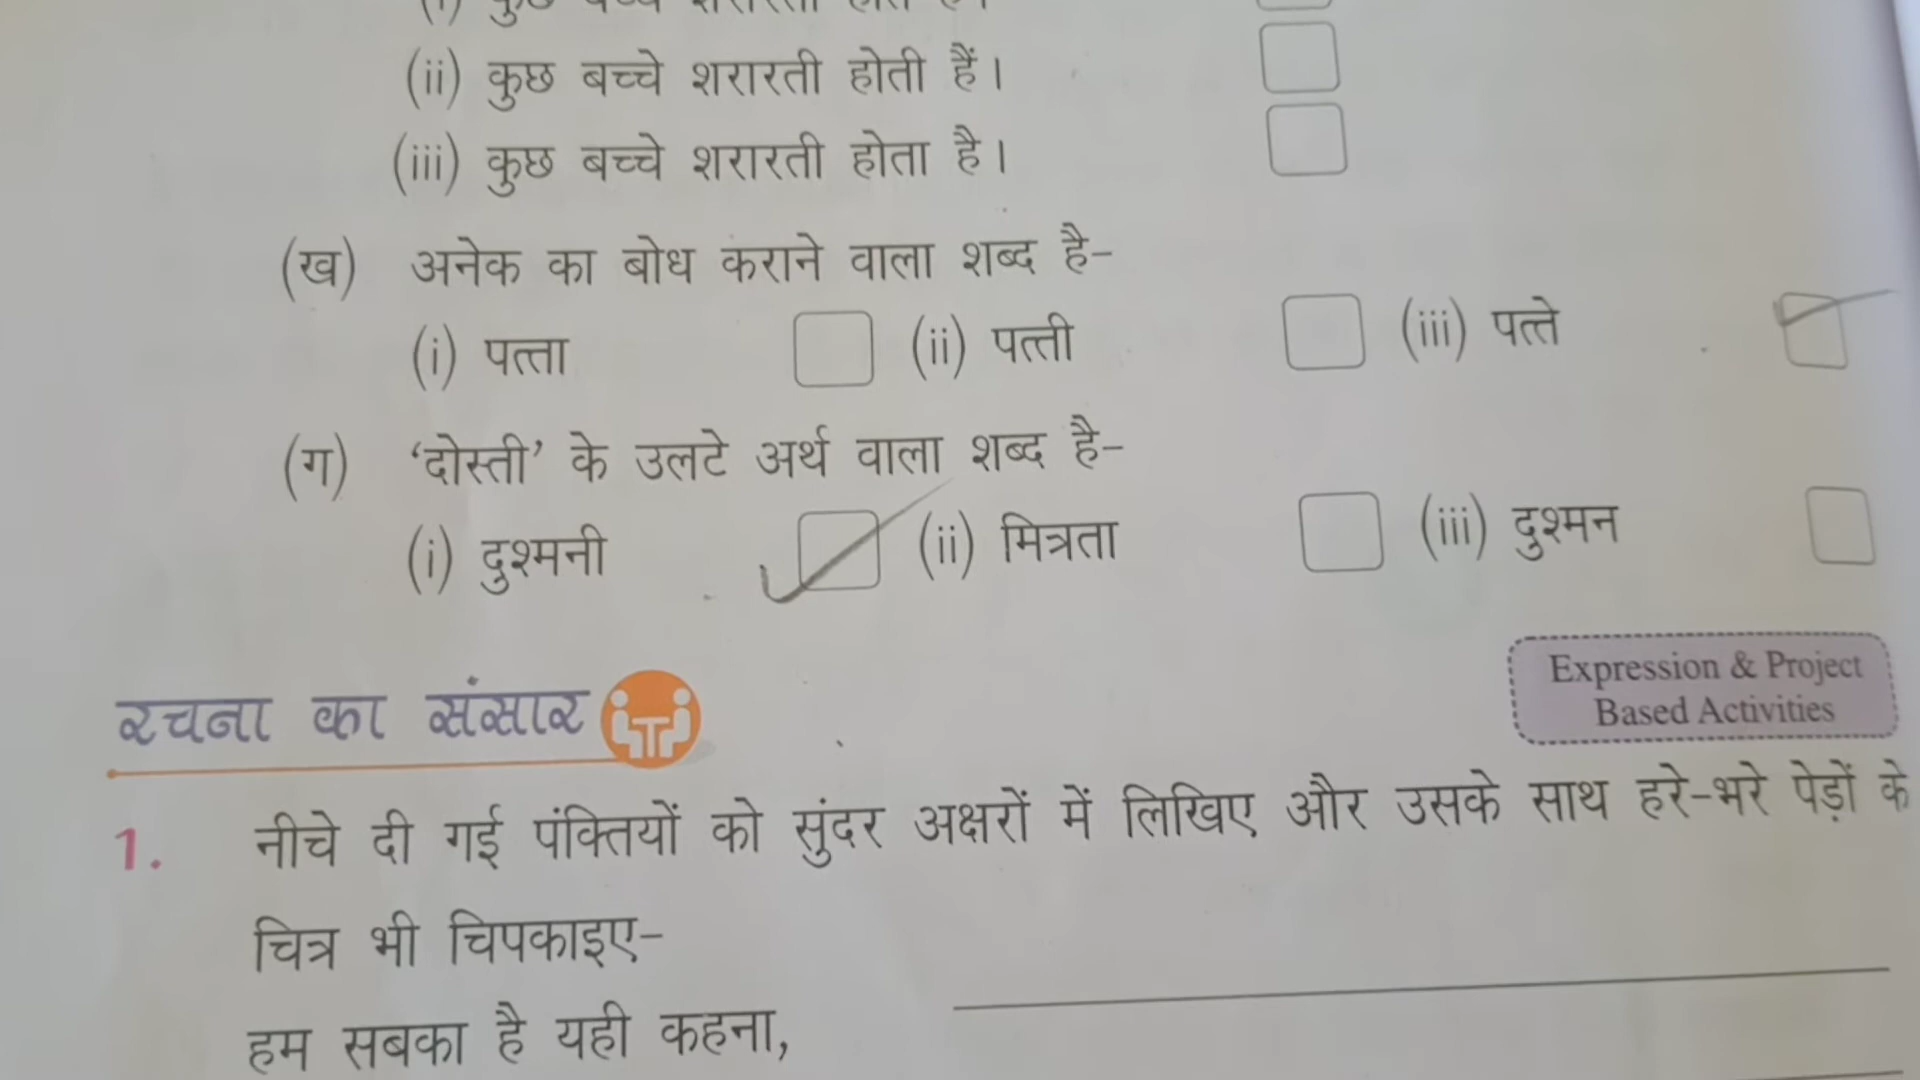 (ii) कुछ बच्चे शरारती होती हैं।
(iii) कुछ बच्चे शरारती होता है।
(ख) अनेक का बोध कराने वाला शब्द है-
(i) पत्ता (ii) पत्ती (iii) पत्ते
(ग) ‘दोस्ती’ के उलटे अर्थ वाला शब्द है-
(i) दुश्मनी (ii) मित्रता (iii) दुश्मन
रचना का संसार
Expression & Project
Based Activities
1. नीचे दी गई पंक्तियों को सुंदर अक्षरों में लिखिए और उसके साथ हरे-भरे पेड़ों के
चित्र भी चिपकाइए-
हम सबका है यही कहना,